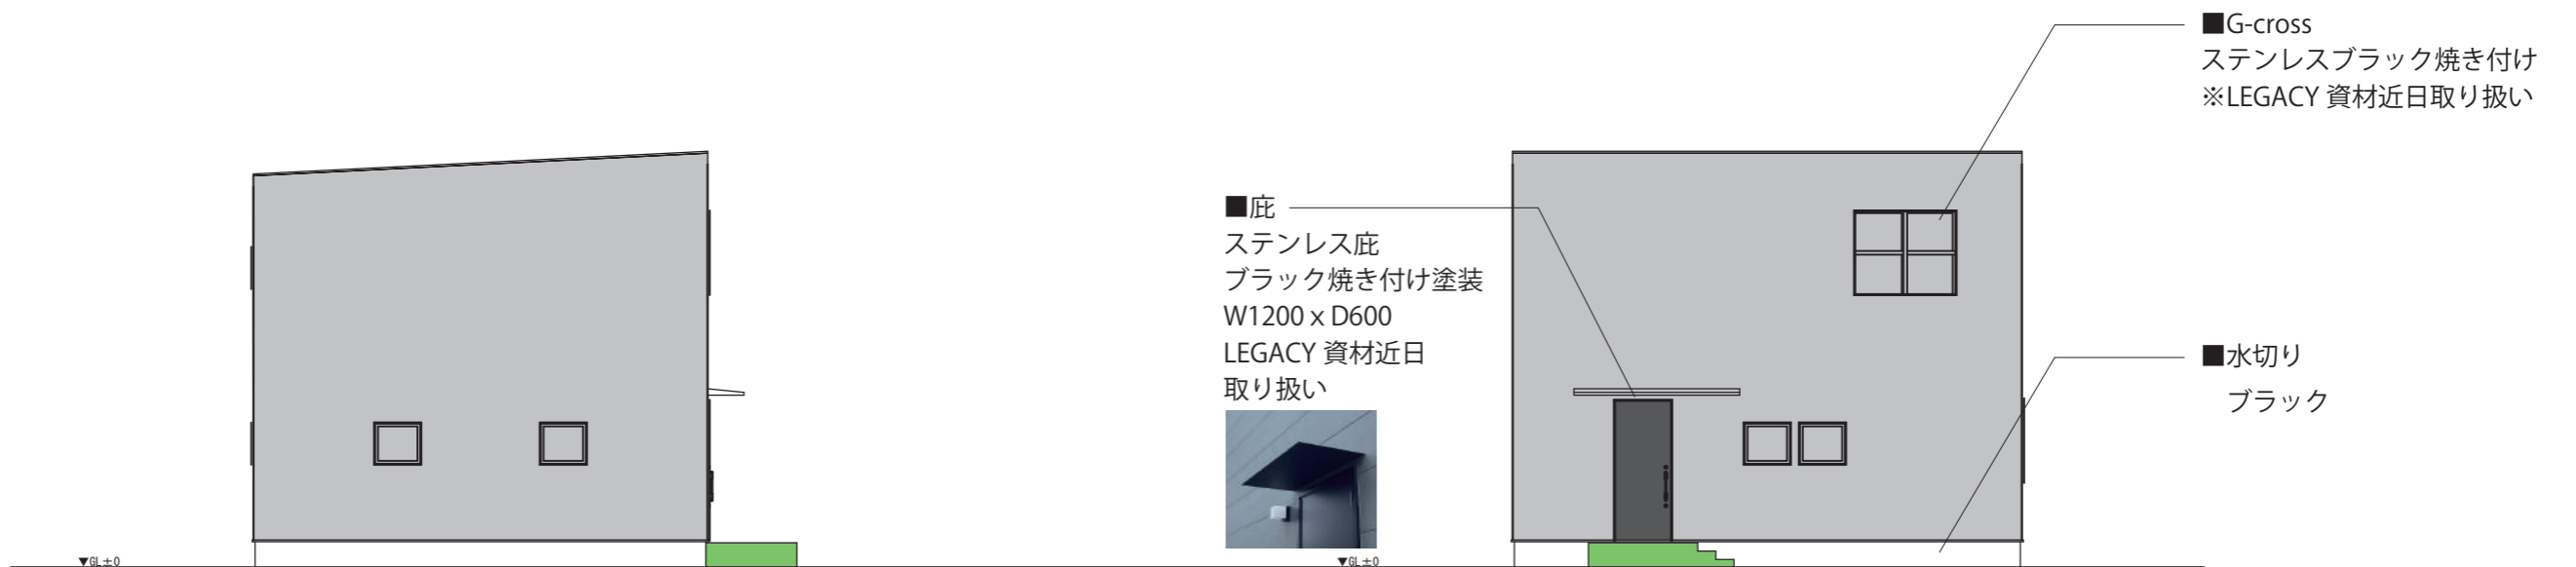 ■G-cross
ステンレスブラック焼き付け
※LEGACY 資材近日取り扱い
■庇
ステンレス庇
ブラック焼き付け塗装
W1200 x D600
LEGACY 資材近日
取り扱い
■水切り
ブラック
▼GL±0
▼GL±0